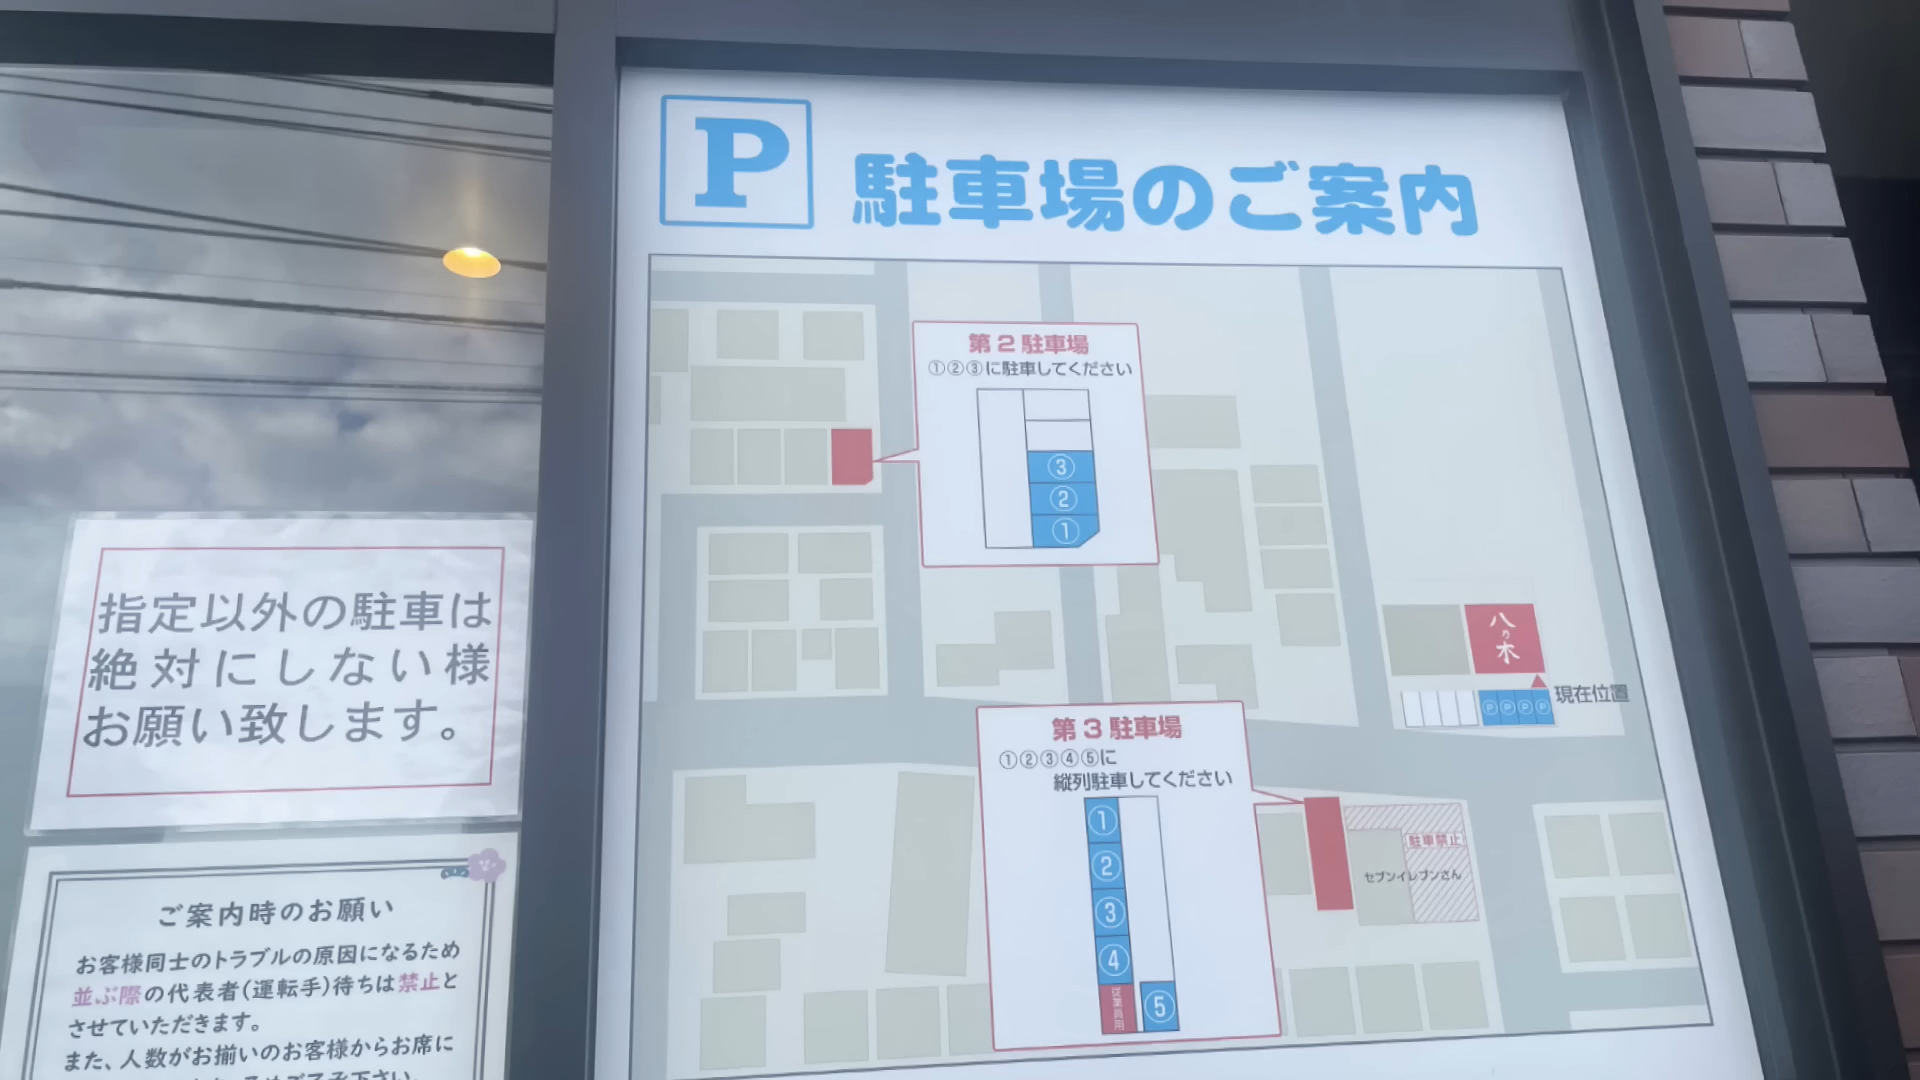 P 駐車場のご案内
第2駐車場
①②③に駐車してください
③
②
①
八
の
木
現在位置
P P P P
第3駐車場
①②③④⑤に
縦列駐車してください
①
②
③
④
従業員用
⑤
駐車禁止
セブンイレブンさん
指定以外の駐車は
絶対にしない様
お願い致します。
ご案内時のお願い
お客様同士のトラブルの原因になるため
並ぶ際の代表者(運転手)待ちは禁止と
させていただきます。
また、人数がお揃いのお客様からお席に